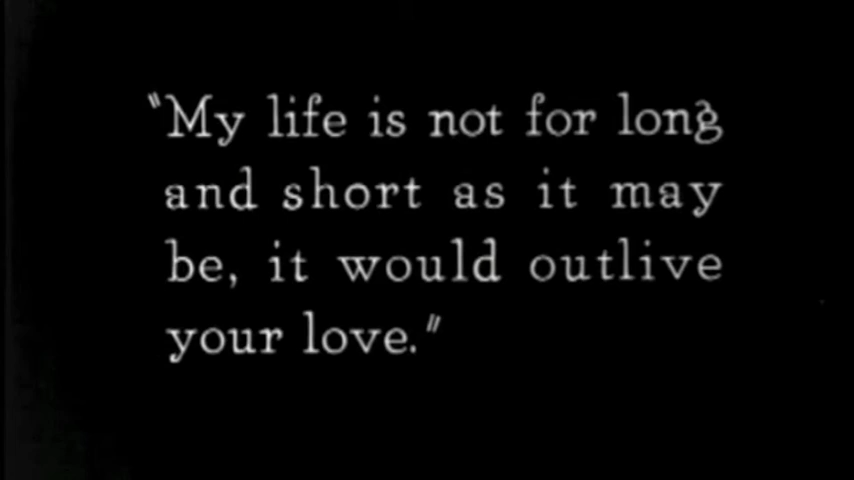 "My life is not for long
and short as it may
be, it would outlive
your love."